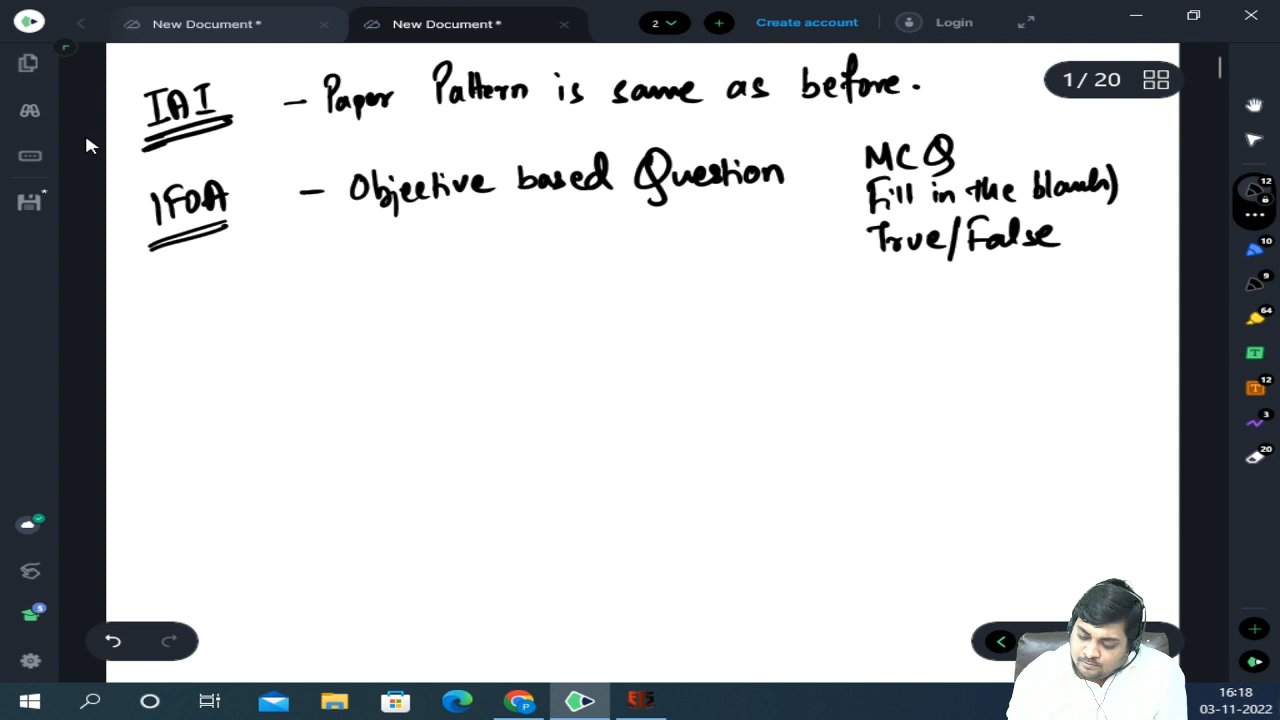 New Document *
New Document *
2
Create account
Login
IAI - Paper Pattern is same as before.
1 / 20
IFOA - Objective based Question
MCQ
Fill in the blanks)
True/False
12
10
9
64
T
T 12
3
20
5
16:18
03-11-2022